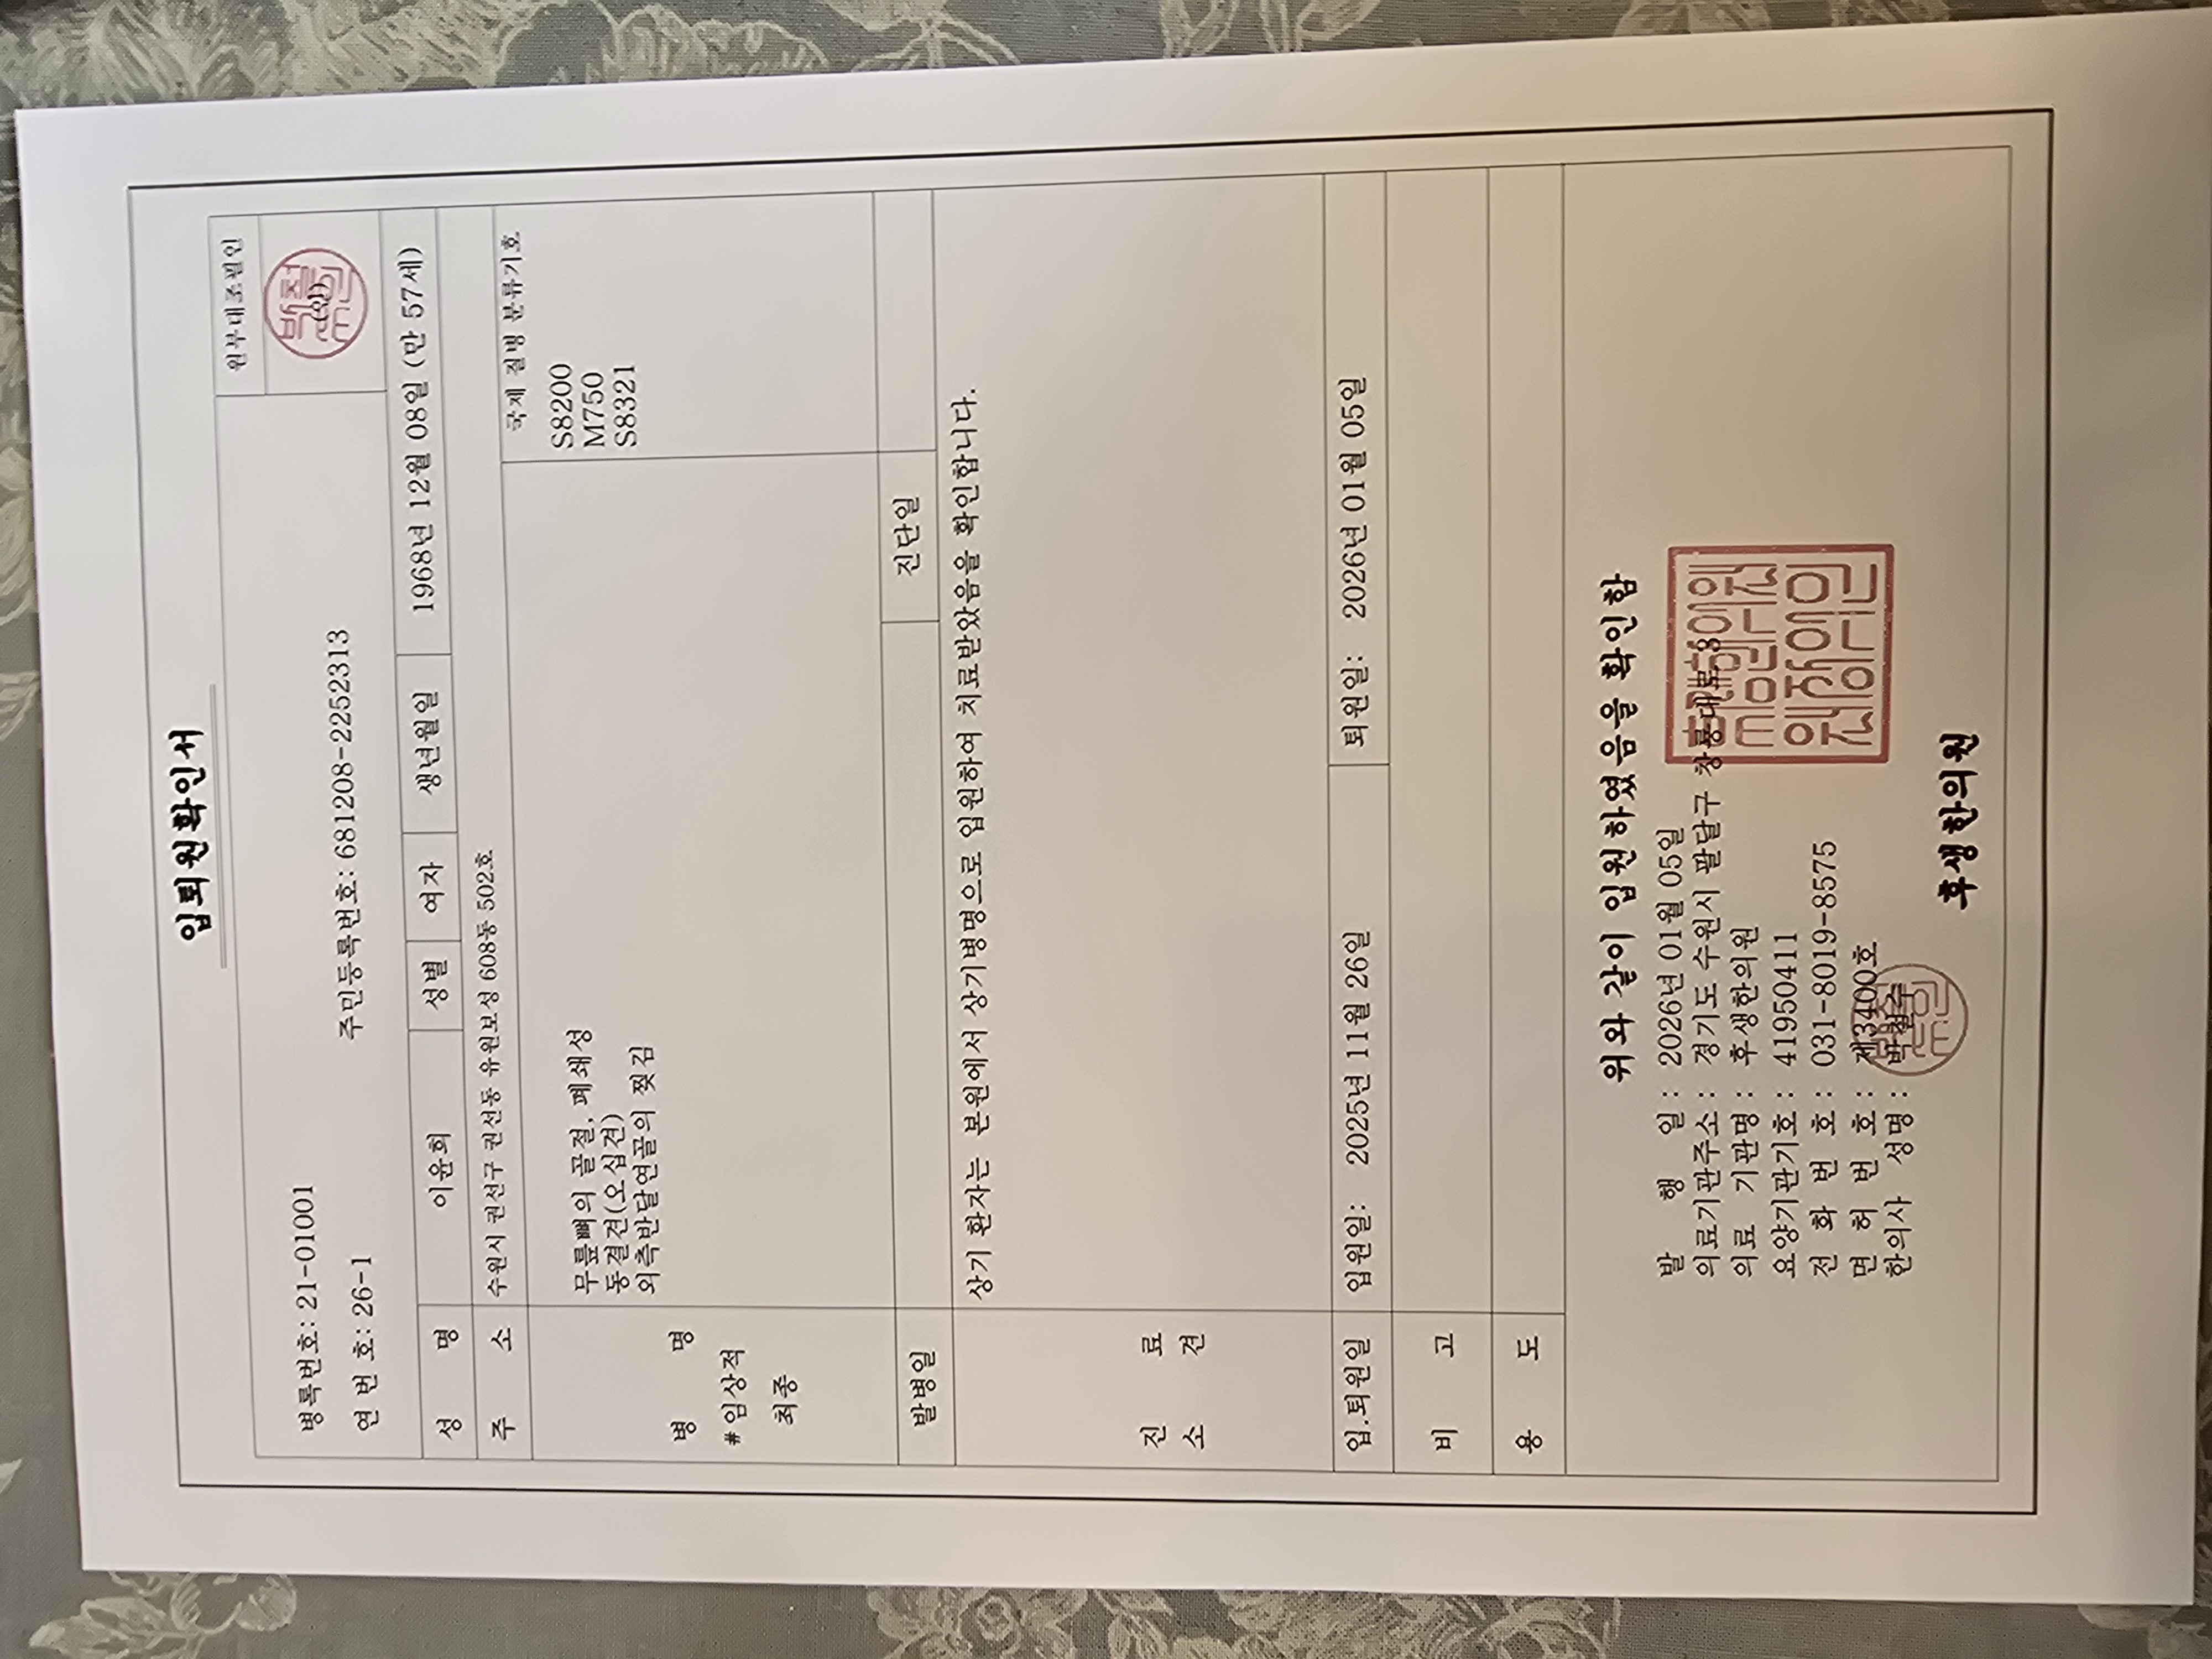 입퇴원확인서
원부대조필인
(인)
병록번호: 21-01001
연 번 호: 26-1 주민등록번호: 681208-2252313
성 명 이윤희 성별 여자 생년월일 1968년 12월 08일 (만 57세)
주 소 수원시 권선구 권선동 유원보성 608동 502호
병 명
#임상적
최종
국제 질병 분류기호
무릎뼈의 골절, 폐쇄성 S8200
동결견(오십견) M750
외측반달연골의 찢김 S8321
발병일 진단일
진 료
소 견
상기 환자는 본원에서 상기병명으로 입원하여 치료받았음을 확인합니다.
입.퇴원일 입원일: 2025년 11월 26일 퇴원일: 2026년 01월 05일
비 고
용 도
위와 같이 입원하였음을 확인함
발 행 일 : 2026년 01월 05일
의료기관주소 : 경기도 수원시 팔달구 창룡대로 8
의료 기관명 : 후생한의원
요양기관기호 : 41950411
전 화 번 호 : 031-8019-8575
면 허 번 호 : 제3400호
한의사 성명 :
후생한의원